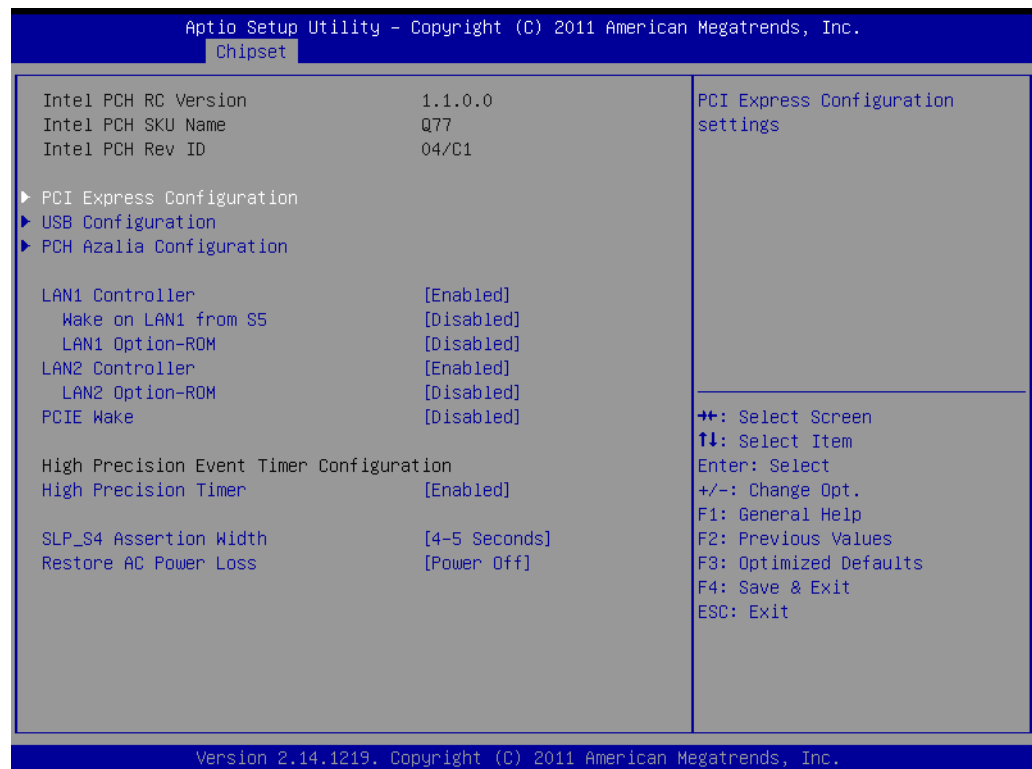 Aptio Setup Utility – Copyright (C) 2011 American Megatrends, Inc.
Chipset
Intel PCH RC Version 1.1.0.0
Intel PCH SKU Name Q77
Intel PCH Rev ID 04/C1
PCI Express Configuration
USB Configuration
PCH Azalia Configuration
LAN1 Controller [Enabled]
Wake on LAN1 from S5 [Disabled]
LAN1 Option-ROM [Disabled]
LAN2 Controller [Enabled]
LAN2 Option-ROM [Disabled]
PCIE Wake [Disabled]
High Precision Event Timer Configuration
High Precision Timer [Enabled]
SLP_S4 Assertion Width [4-5 Seconds]
Restore AC Power Loss [Power Off]
PCI Express Configuration
settings
→←: Select Screen
↑↓: Select Item
Enter: Select
+/-: Change Opt.
F1: General Help
F2: Previous Values
F3: Optimized Defaults
F4: Save & Exit
ESC: Exit
Version 2.14.1219. Copyright (C) 2011 American Megatrends, Inc.